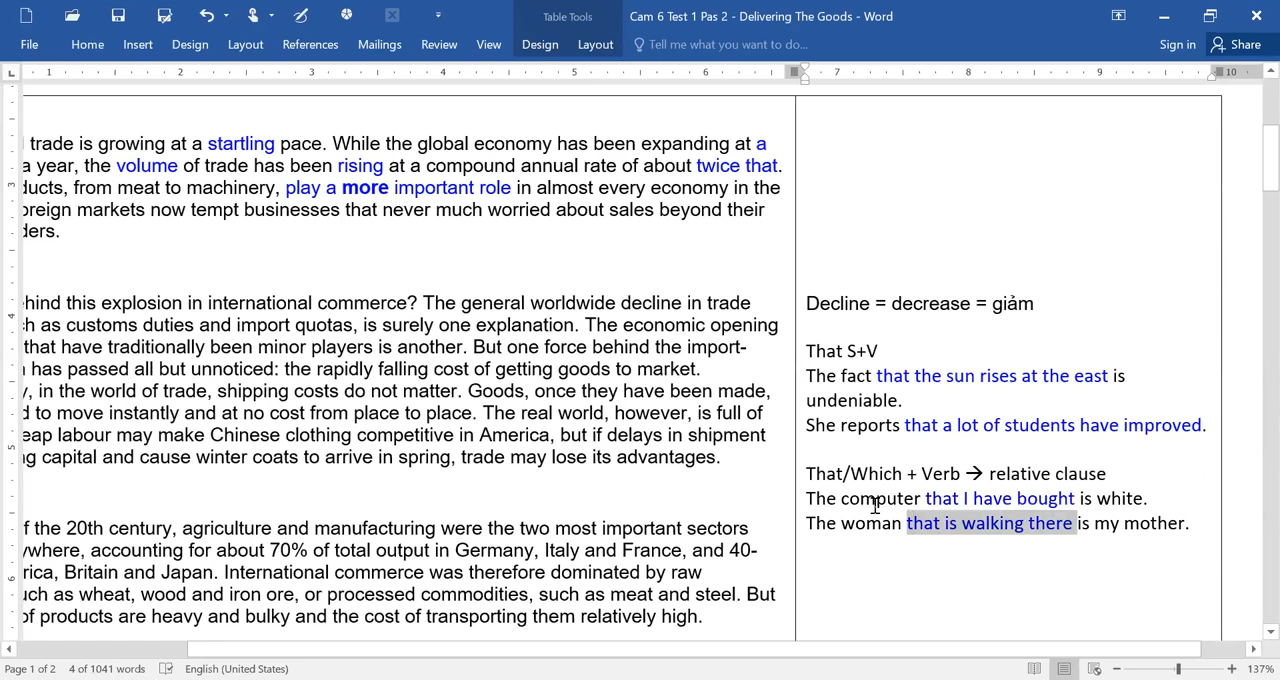 Table Tools
Cam 6 Test 1 Pas 2 - Delivering The Goods - Word
File Home Insert Design Layout References Mailings Review View Design Layout Tell me what you want to do... Sign in Share
1 2 3 4 5 6 7 8 9 10
trade is growing at a startling pace. While the global economy has been expanding at a
a year, the volume of trade has been rising at a compound annual rate of about twice that.
ducts, from meat to machinery, play a more important role in almost every economy in the
oreign markets now tempt businesses that never much worried about sales beyond their
ders.
hind this explosion in international commerce? The general worldwide decline in trade
h as customs duties and import quotas, is surely one explanation. The economic opening
that have traditionally been minor players is another. But one force behind the import-
has passed all but unnoticed: the rapidly falling cost of getting goods to market.
y, in the world of trade, shipping costs do not matter. Goods, once they have been made,
d to move instantly and at no cost from place to place. The real world, however, is full of
eap labour may make Chinese clothing competitive in America, but if delays in shipment
g capital and cause winter coats to arrive in spring, trade may lose its advantages.
f the 20th century, agriculture and manufacturing were the two most important sectors
ywhere, accounting for about 70% of total output in Germany, Italy and France, and 40-
rica, Britain and Japan. International commerce was therefore dominated by raw
uch as wheat, wood and iron ore, or processed commodities, such as meat and steel. But
of products are heavy and bulky and the cost of transporting them relatively high.
Decline = decrease = giảm
That S+V
The fact that the sun rises at the east is
undeniable.
She reports that a lot of students have improved.
That/Which + Verb → relative clause
The computer that I have bought is white.
The woman that is walking there is my mother.
3
4
5
6
Page 1 of 2 4 of 1041 words English (United States) 137%